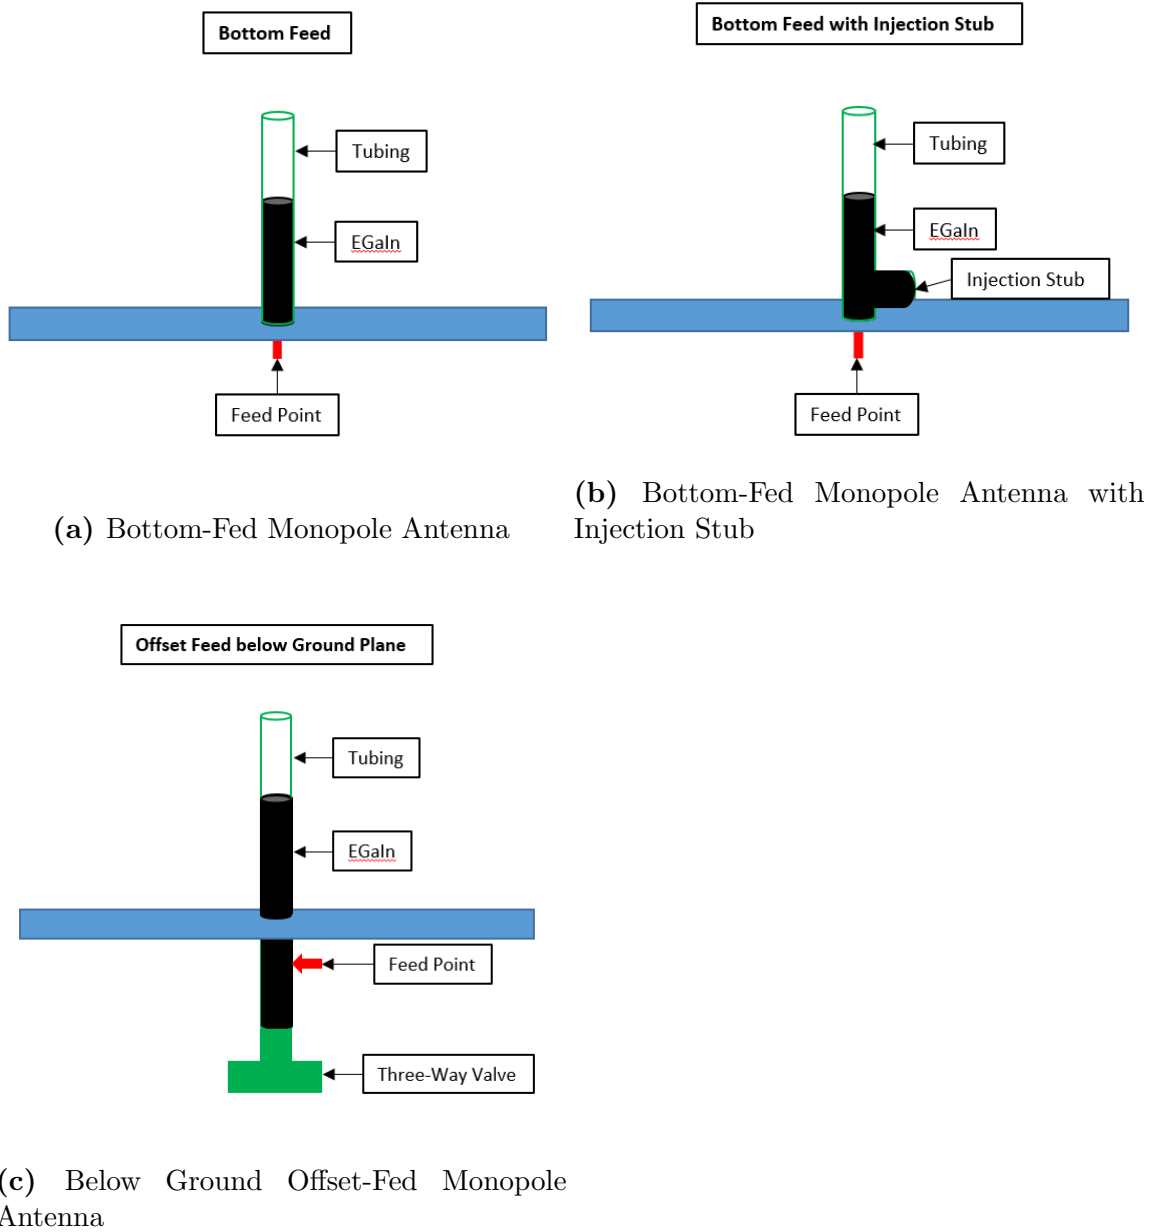 Bottom Feed
Tubing
EGaIn
Feed Point
(a) Bottom-Fed Monopole Antenna
Bottom Feed with Injection Stub
Tubing
EGaIn
Injection Stub
Feed Point
(b) Bottom-Fed Monopole Antenna with
Injection Stub
Offset Feed below Ground Plane
Tubing
EGaIn
Feed Point
Three-Way Valve
(c) Below Ground Offset-Fed Monopole
Antenna